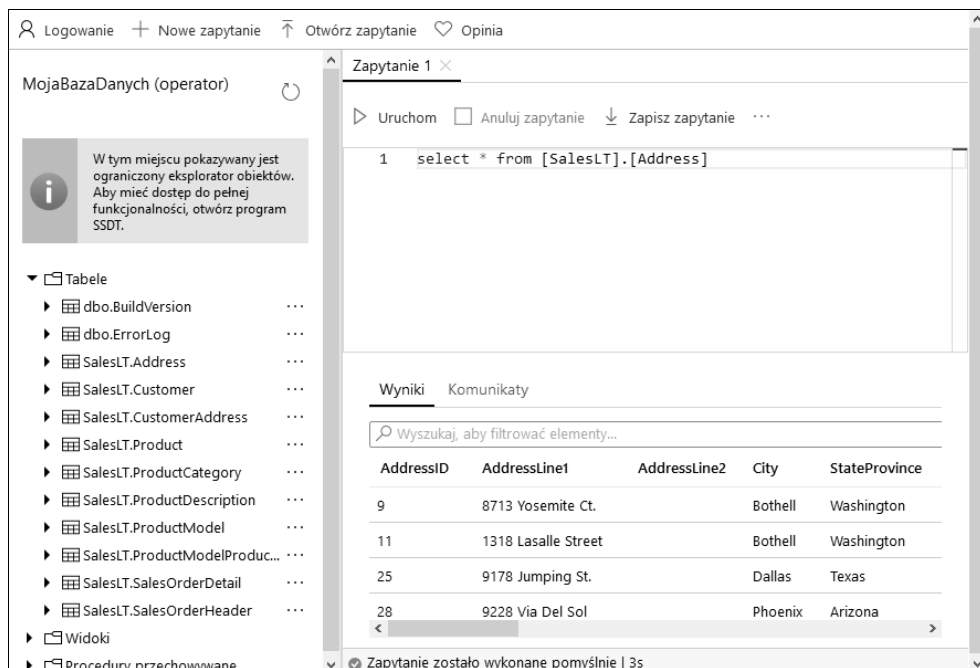 Logowanie Nowe zapytanie Otwórz zapytanie Opinia
MojaBazaDanych (operator)
W tym miejscu pokazywany jest
ograniczony eksplorator obiektów.
Aby mieć dostęp do pełnej
funkcjonalności, otwórz program
SSDT.
Tabele
dbo.BuildVersion ...
dbo.ErrorLog ...
SalesLT.Address ...
SalesLT.Customer ...
SalesLT.CustomerAddress ...
SalesLT.Product ...
SalesLT.ProductCategory ...
SalesLT.ProductDescription ...
SalesLT.ProductModel ...
SalesLT.ProductModelProduc... ...
SalesLT.SalesOrderDetail ...
SalesLT.SalesOrderHeader ...
Widoki
Procedury przechowywane
Zapytanie 1
Uruchom Anuluj zapytanie Zapisz zapytanie ...
1 select * from [SalesLT].[Address]
Wyniki Komunikaty
Wyszukaj, aby filtrować elementy...
AddressID AddressLine1 AddressLine2 City StateProvince
9 8713 Yosemite Ct. Bothell Washington
11 1318 Lasalle Street Bothell Washington
25 9178 Jumping St. Dallas Texas
28 9228 Via Del Sol Phoenix Arizona
Zapytanie zostało wykonane pomyślnie | 3s